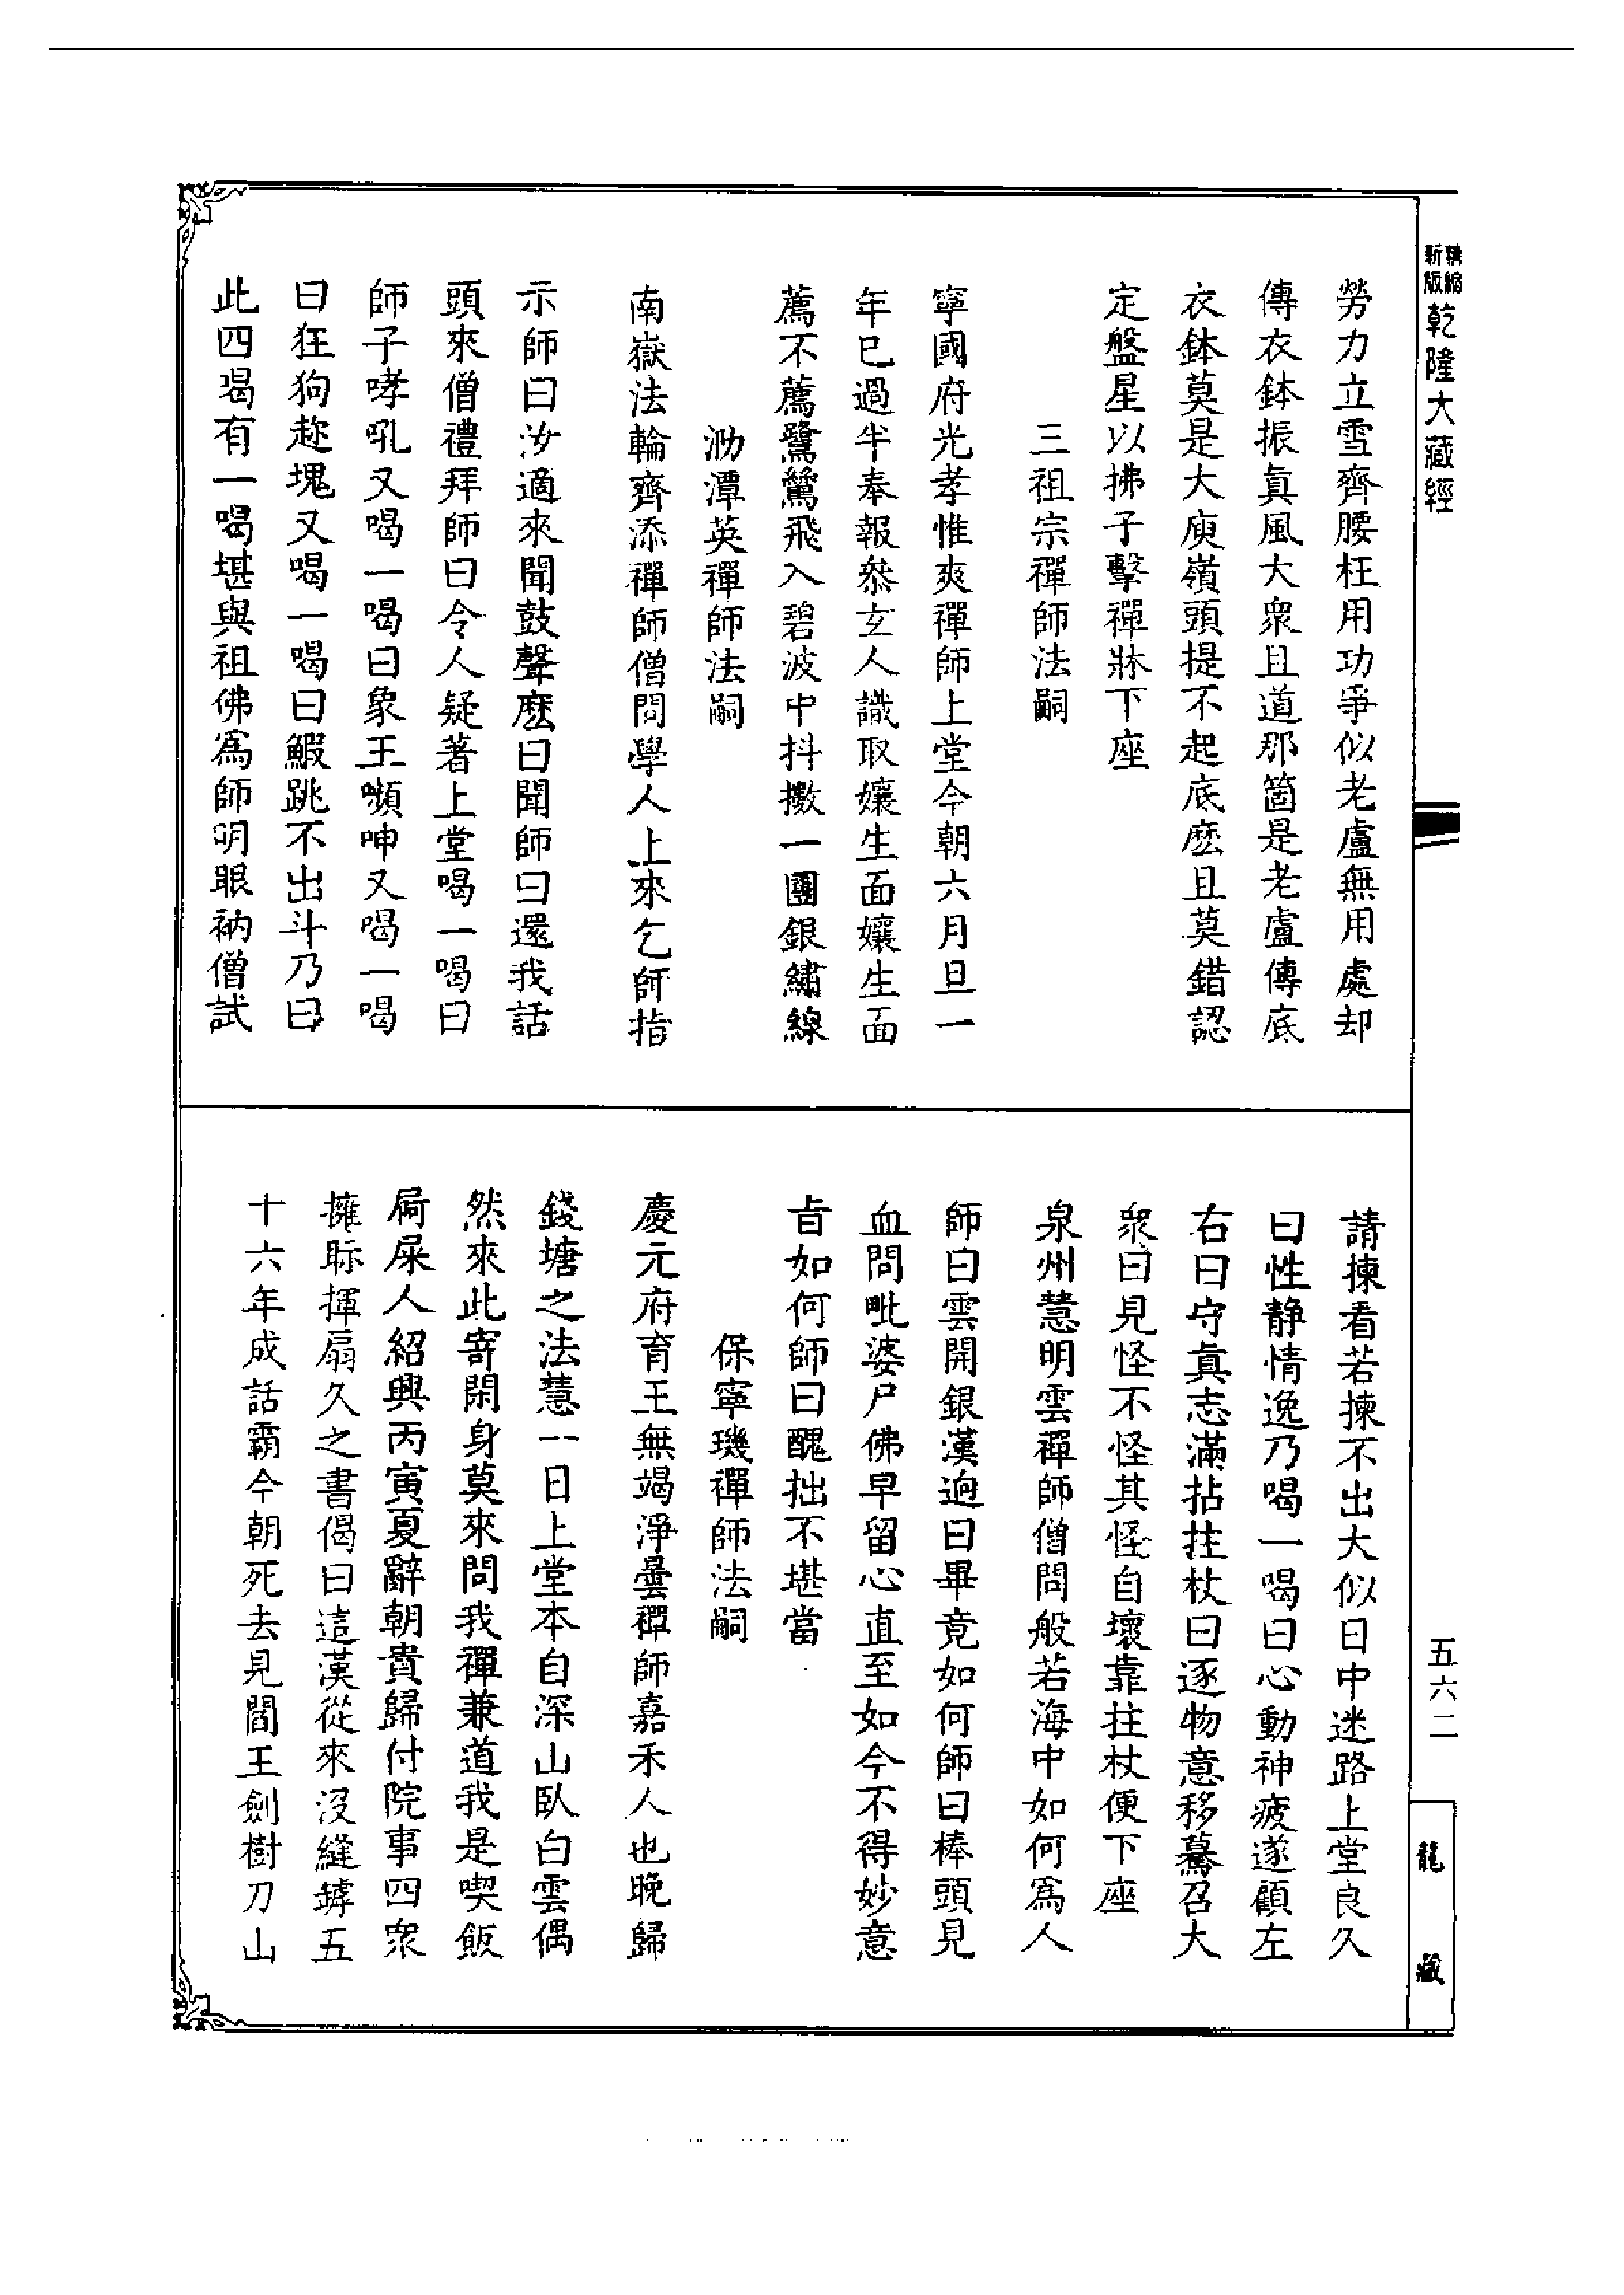 精縮
新版
乾隆大藏經
勞力立雪齊腰枉用功爭似老盧無用處却
傳衣鉢振真風大衆且道那箇是老盧傳底
衣鉢莫是大庾嶺頭提不起底麽且莫錯認
定盤星以拂子擊禪牀下座
三祖宗禪師法嗣
寧國府光孝惟爽禪師上堂今朝六月旦一
年已過半奉報叅玄人識取孃生面孃生面
薦不薦鷺鷥飛入碧波中抖擻一團銀繡線
泐潭英禪師法嗣
南嶽法輪齊添禪師僧問學人上來乞師指
示師曰汝適來聞鼓聲麽曰聞師曰還我話
頭來僧禮拜師曰令人疑著上堂喝一喝曰
師子哮吼又喝一喝曰象王嚬呻又喝一喝
曰狂狗趂塊又喝一喝曰鰕跳不出斗乃曰
此四喝有一喝堪與祖佛爲師明眼衲僧試
請揀看若揀不出大似日中迷路上堂良久
曰性靜情逸乃喝一喝曰心動神疲遂顧左
右曰守真志滿拈拄杖曰逐物意移驀召大
衆曰見怪不怪其怪自壞靠拄杖便下座
泉州慧明雲禪師僧問般若海中如何爲人
師曰雲開銀漢逈曰畢竟如何師曰棒頭見
血問毗婆尸佛早留心直至如今不得妙意
旨如何師曰醜拙不堪當
保寧璣禪師法嗣
慶元府育王無竭淨曇禪師嘉禾人也晚歸
錢塘之法慧一日上堂本自深山臥白雲偶
然來此寄閑身莫來問我禪兼道我是喫飯
屙屎人紹興丙寅夏辭朝貴歸付院事四衆
擁眎揮扇久之書偈曰這漢從來沒縫罅五
十六年成話霸今朝死去見閻王劍樹刀山
五六二
龍藏